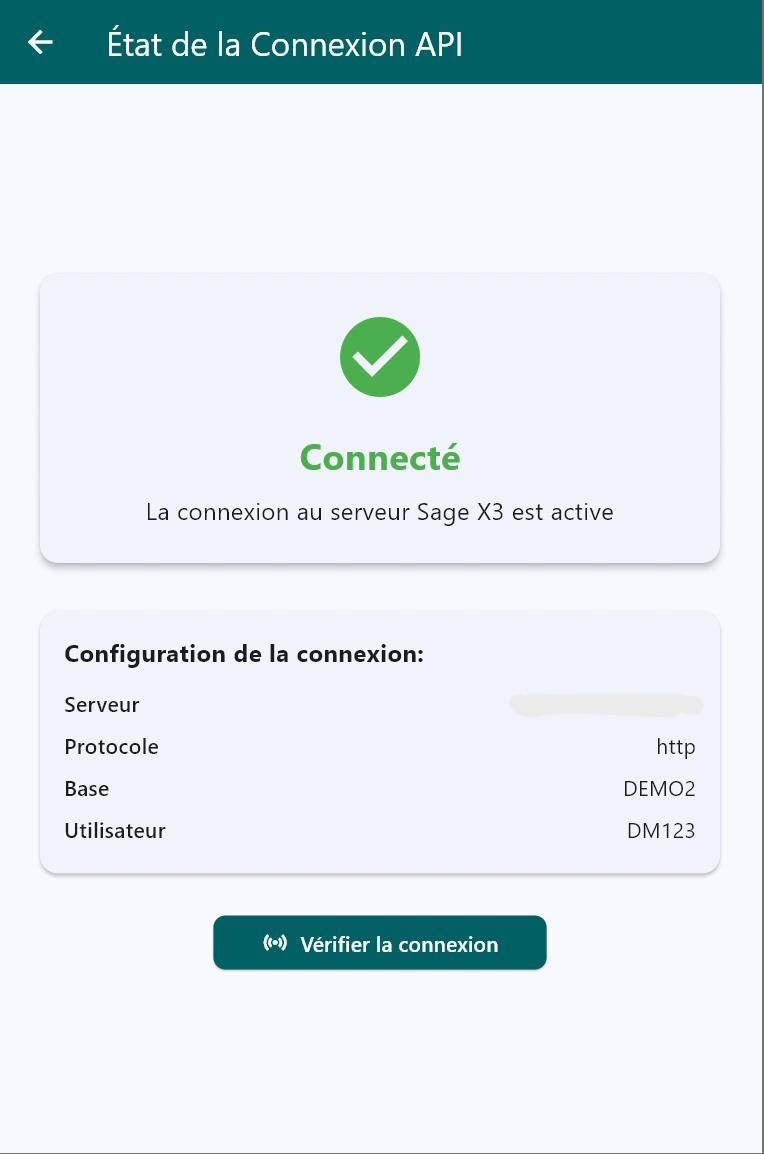 État de la Connexion API
Connecté
La connexion au serveur Sage X3 est active
Configuration de la connexion:
Serveur
Protocole http
Base DEMO2
Utilisateur DM123
Vérifier la connexion